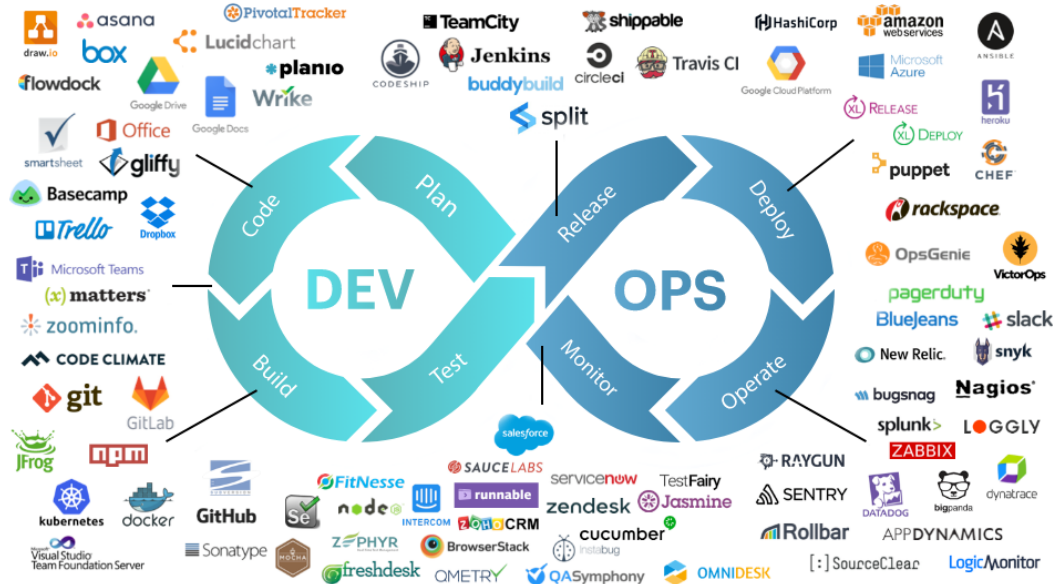 draw.io
asana
PivotalTracker
box
Lucidchart
flowdock
Google Drive
planio
Google Docs
Wrike
TeamCity
shippable
HashiCorp
amazon
webservices
ANSIBLE
CODESHIP
Jenkins
buddybuild
circleci
Travis CI
Google Cloud Platform
Microsoft
Azure
XL RELEASE
heroku
split
XL DEPLOY
smartsheet
Office
gliffy
puppet
CHEF
Basecamp
Trello
Dropbox
rackspace
Microsoft Teams
(x) matters
zoominfo.
OpsGenie
VictorOps
pagerduty
BlueJeans
slack
Code
Plan
Release
Deploy
DEV
OPS
Build
Test
Monitor
Operate
CODE CLIMATE
git
GitLab
New Relic.
snyk
bugsnag
Nagios®
splunk>
LOGGLY
ZABBIX
JFrog
npm
salesforce
SAUCELABS
servicenow
TestFairy
RAYGUN
kubernetes
docker
SUBVERSION
GitHub
FitNesse
Se
node
JS
INTERCOM
runnable
zendesk
Jasmine
SENTRY
DATADOG
bigpanda
dynatrace
ZOHO CRM
cucumber
Instabug
Rollbar
APPDYNAMICS
Microsoft
Visual Studio
Team Foundation Server
Sonatype
MOCHA
ZEPHYR
BrowserStack
freshdesk
QMETRY
QASymphony
OMNIDESK
[:] SourceClear
LogicMonitor